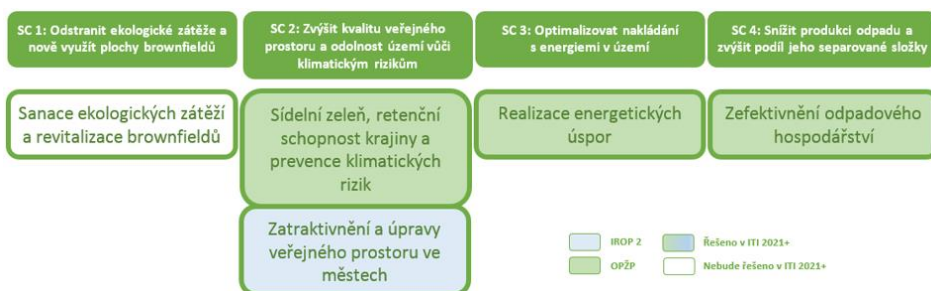 SC 1: Odstranit ekologické zátěže a
nově využít plochy brownfieldů
SC 2: Zvýšit kvalitu veřejného
prostoru a odolnost území vůči
klimatickým rizikům
SC 3: Optimalizovat nakládání
s energiemi v území
SC 4: Snížit produkci odpadu a
zvýšit podíl jeho separované složky
Sanace ekologických zátěží
a revitalizace brownfieldů
Sídelní zeleň, retenční
schopnost krajiny a
prevence klimatických
rizik
Realizace energetických
úspor
Zefektivnění odpadového
hospodářství
Zatraktivnění a úpravy
veřejného prostoru ve
městech
IROP 2
Řešeno v ITI 2021+
OPŽP
Nebude řešeno v ITI 2021+